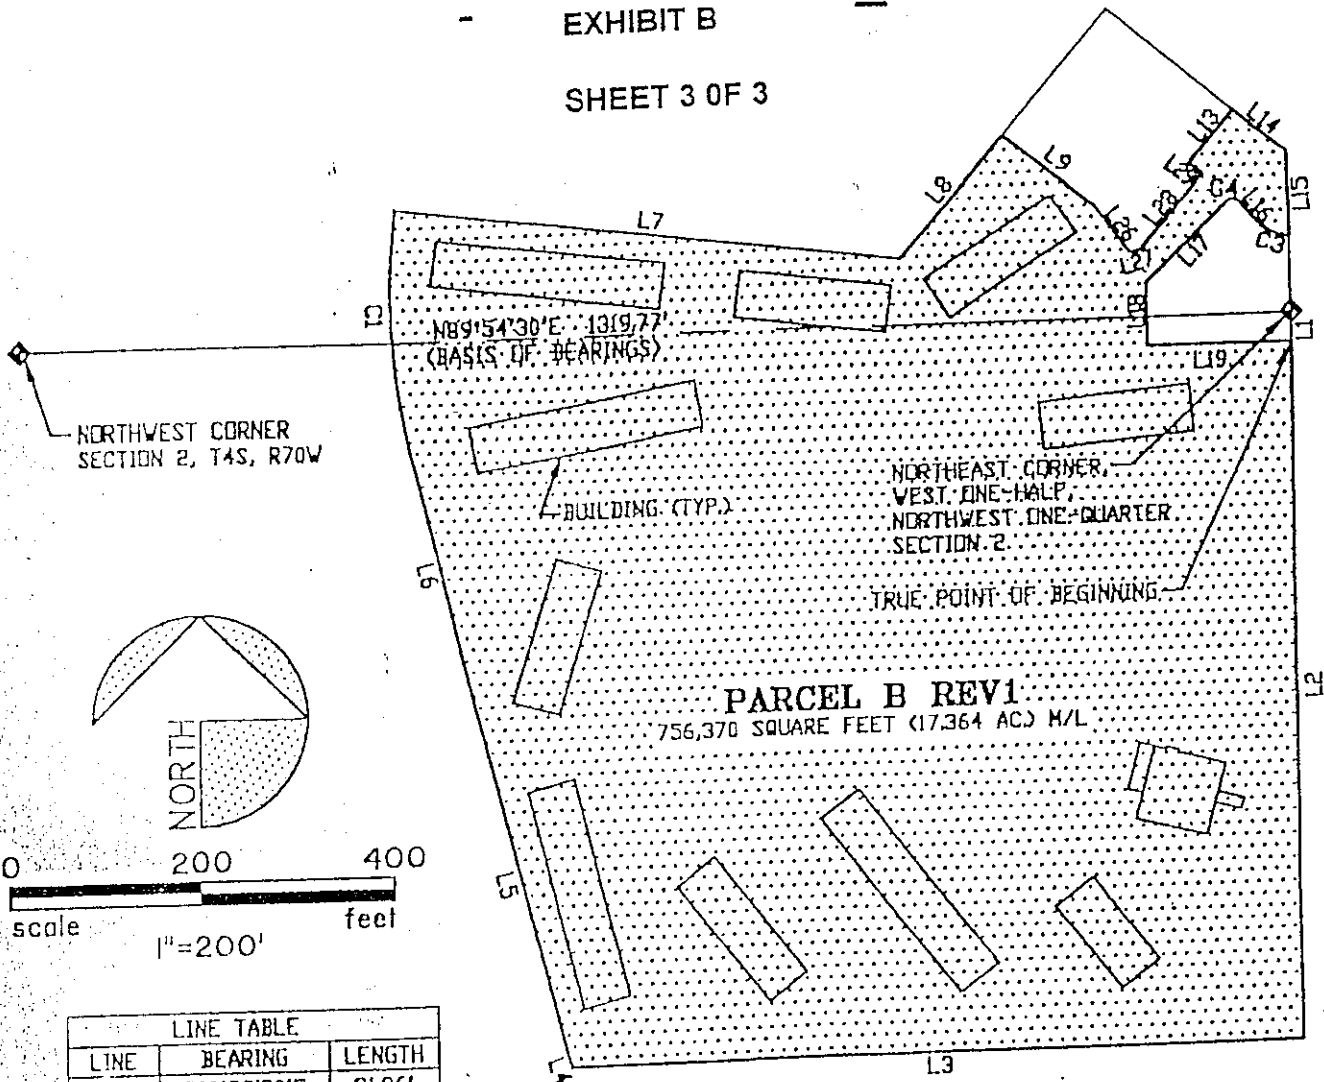 EXHIBIT B
SHEET 3 0F 3
L13
L14
L9
L8
L15
L28
C4
L16
L7
L26
C3
L17
L27
C1
L18
N89°54'30"E 1319.77'
(BASIS OF BEARINGS)
L1
L19
NORTHWEST CORNER
SECTION 2, T4S, R70W
NORTHEAST CORNER,
WEST ONE-HALF,
NORTHWEST ONE-QUARTER
SECTION 2
BUILDING (TYP.)
L6
TRUE POINT OF BEGINNING
PARCEL B REV1
L2
756,370 SQUARE FEET (17.364 AC.) M/L
NORTH
0 200 400
scale feet
1"=200'
L5
LINE TABLE
LINE BEARING LENGTH
L3